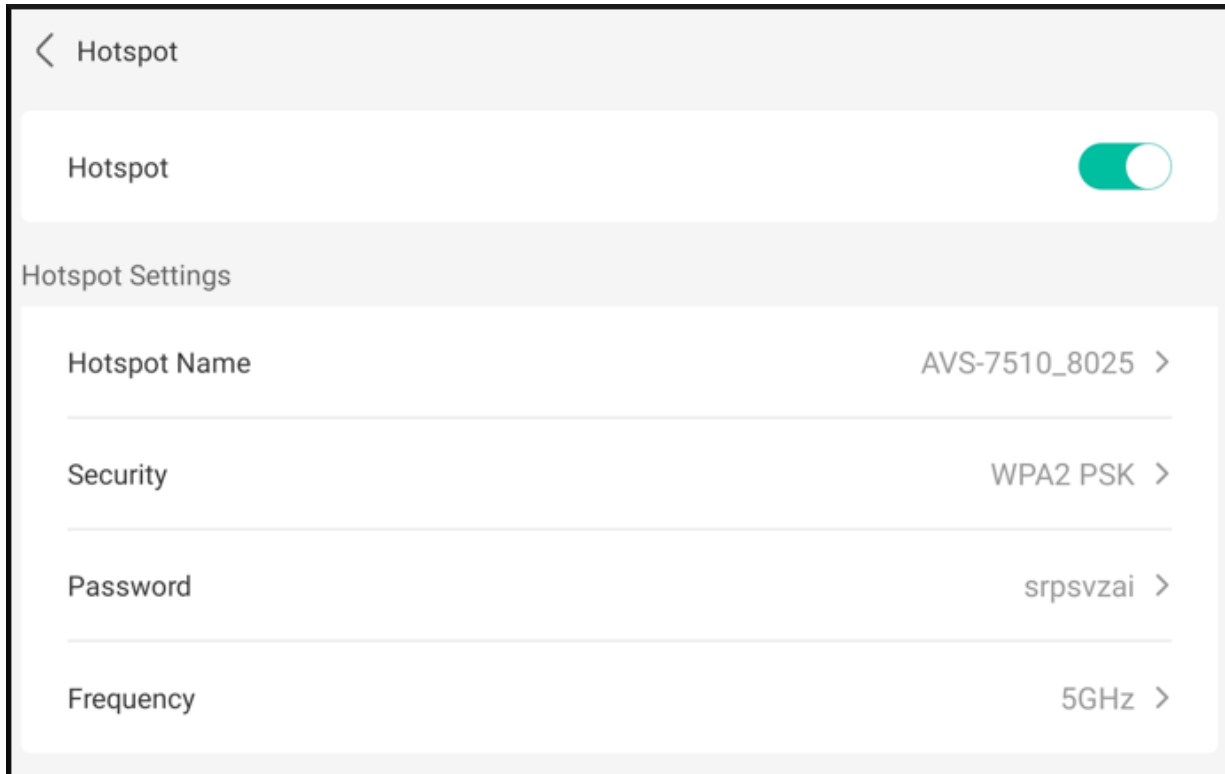 Hotspot
Hotspot
Hotspot Settings
Hotspot Name AVS-7510_8025
Security WPA2 PSK
Password srpsvzai
Frequency 5GHz